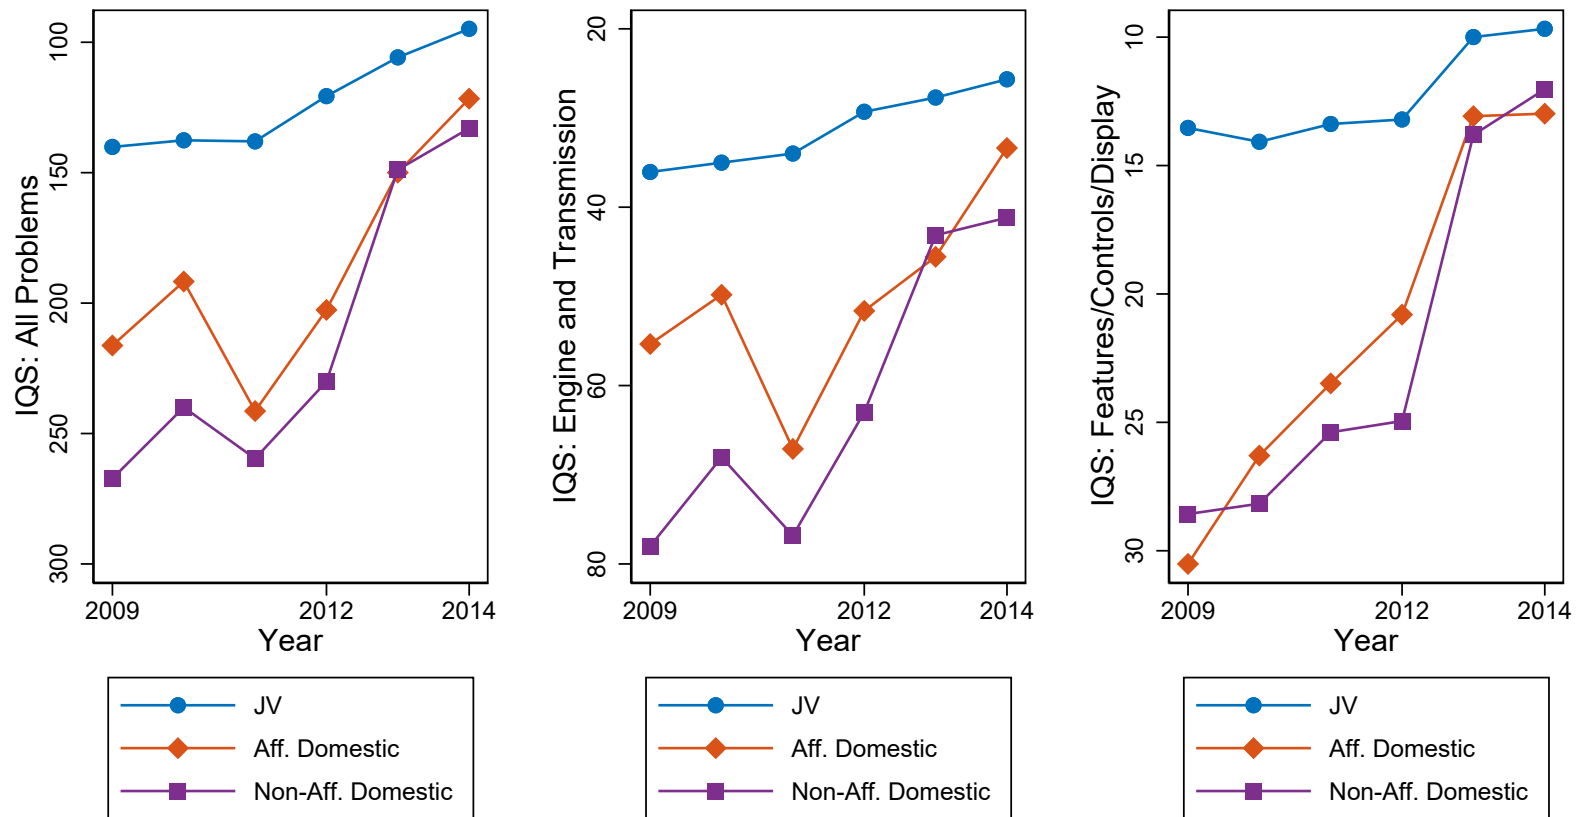 IQS: All Problems
100
150
200
250
300
2009
2012
2014
Year
JV
Aff. Domestic
Non-Aff. Domestic
IQS: Engine and Transmission
20
40
60
80
2009
2012
2014
Year
JV
Aff. Domestic
Non-Aff. Domestic
IQS: Features/Controls/Display
10
15
20
25
30
2009
2012
2014
Year
JV
Aff. Domestic
Non-Aff. Domestic